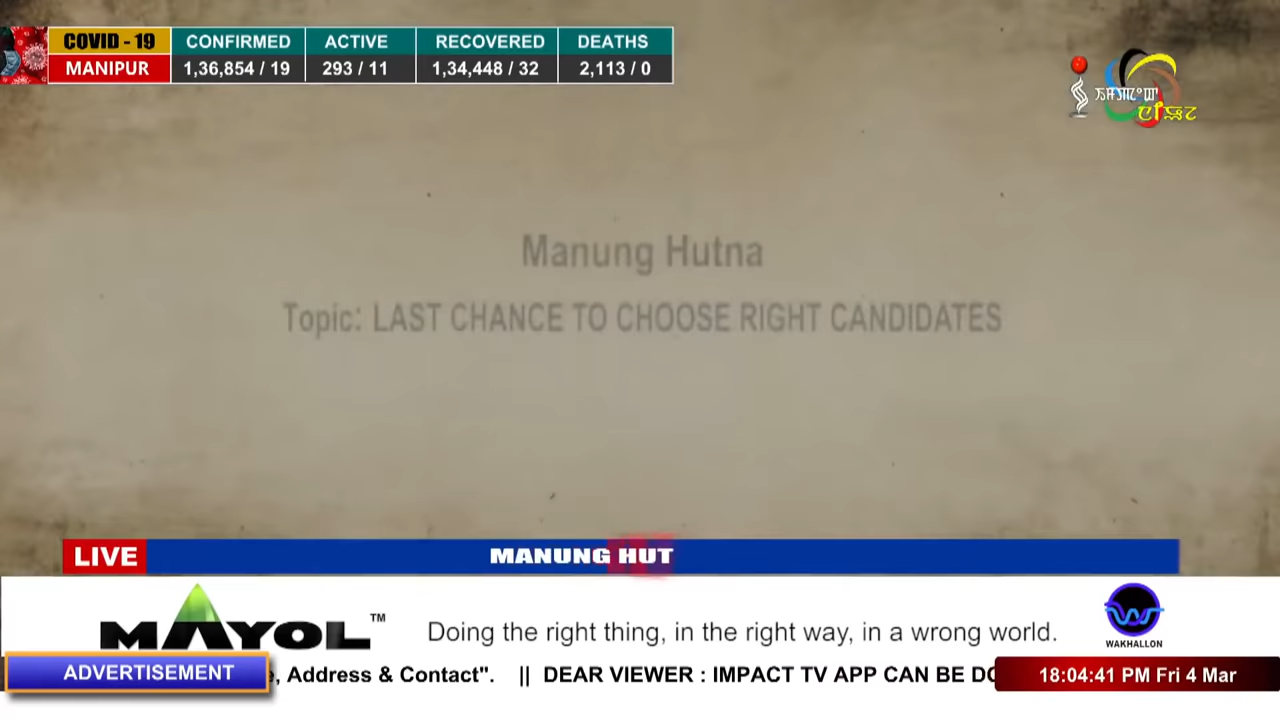 COVID - 19 CONFIRMED ACTIVE RECOVERED DEATHS
MANIPUR 1,36,854 / 19 293 / 11 1,34,448 / 32 2,113 / 0
Manung Hutna
Topic: LAST CHANCE TO CHOOSE RIGHT CANDIDATES
LIVE MANUNG HUT
MAYOL™ Doing the right thing, in the right way, in a wrong world.
WAKHALLON
ADVERTISEMENT , Address & Contact". || DEAR VIEWER : IMPACT TV APP CAN BE 18:04:41 PM Fri 4 Mar